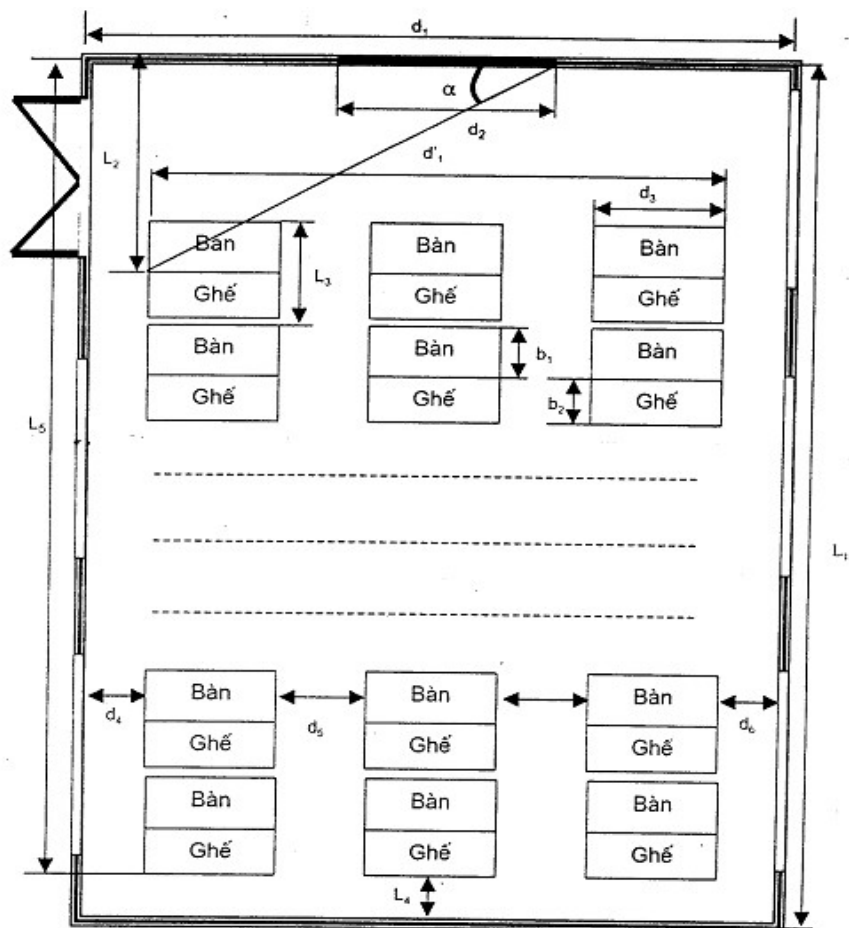 d₁
α
d₂
L₂
d'₁
d₃
Bàn Bàn Bàn
L₃
Ghế Ghế Ghế
Bàn Bàn b₁ Bàn
Ghế Ghế b₂ Ghế
L₅
L₁
Bàn Bàn Bàn
d₄ d₅ d₆
Ghế Ghế Ghế
Bàn Bàn Bàn
Ghế Ghế Ghế
L₄